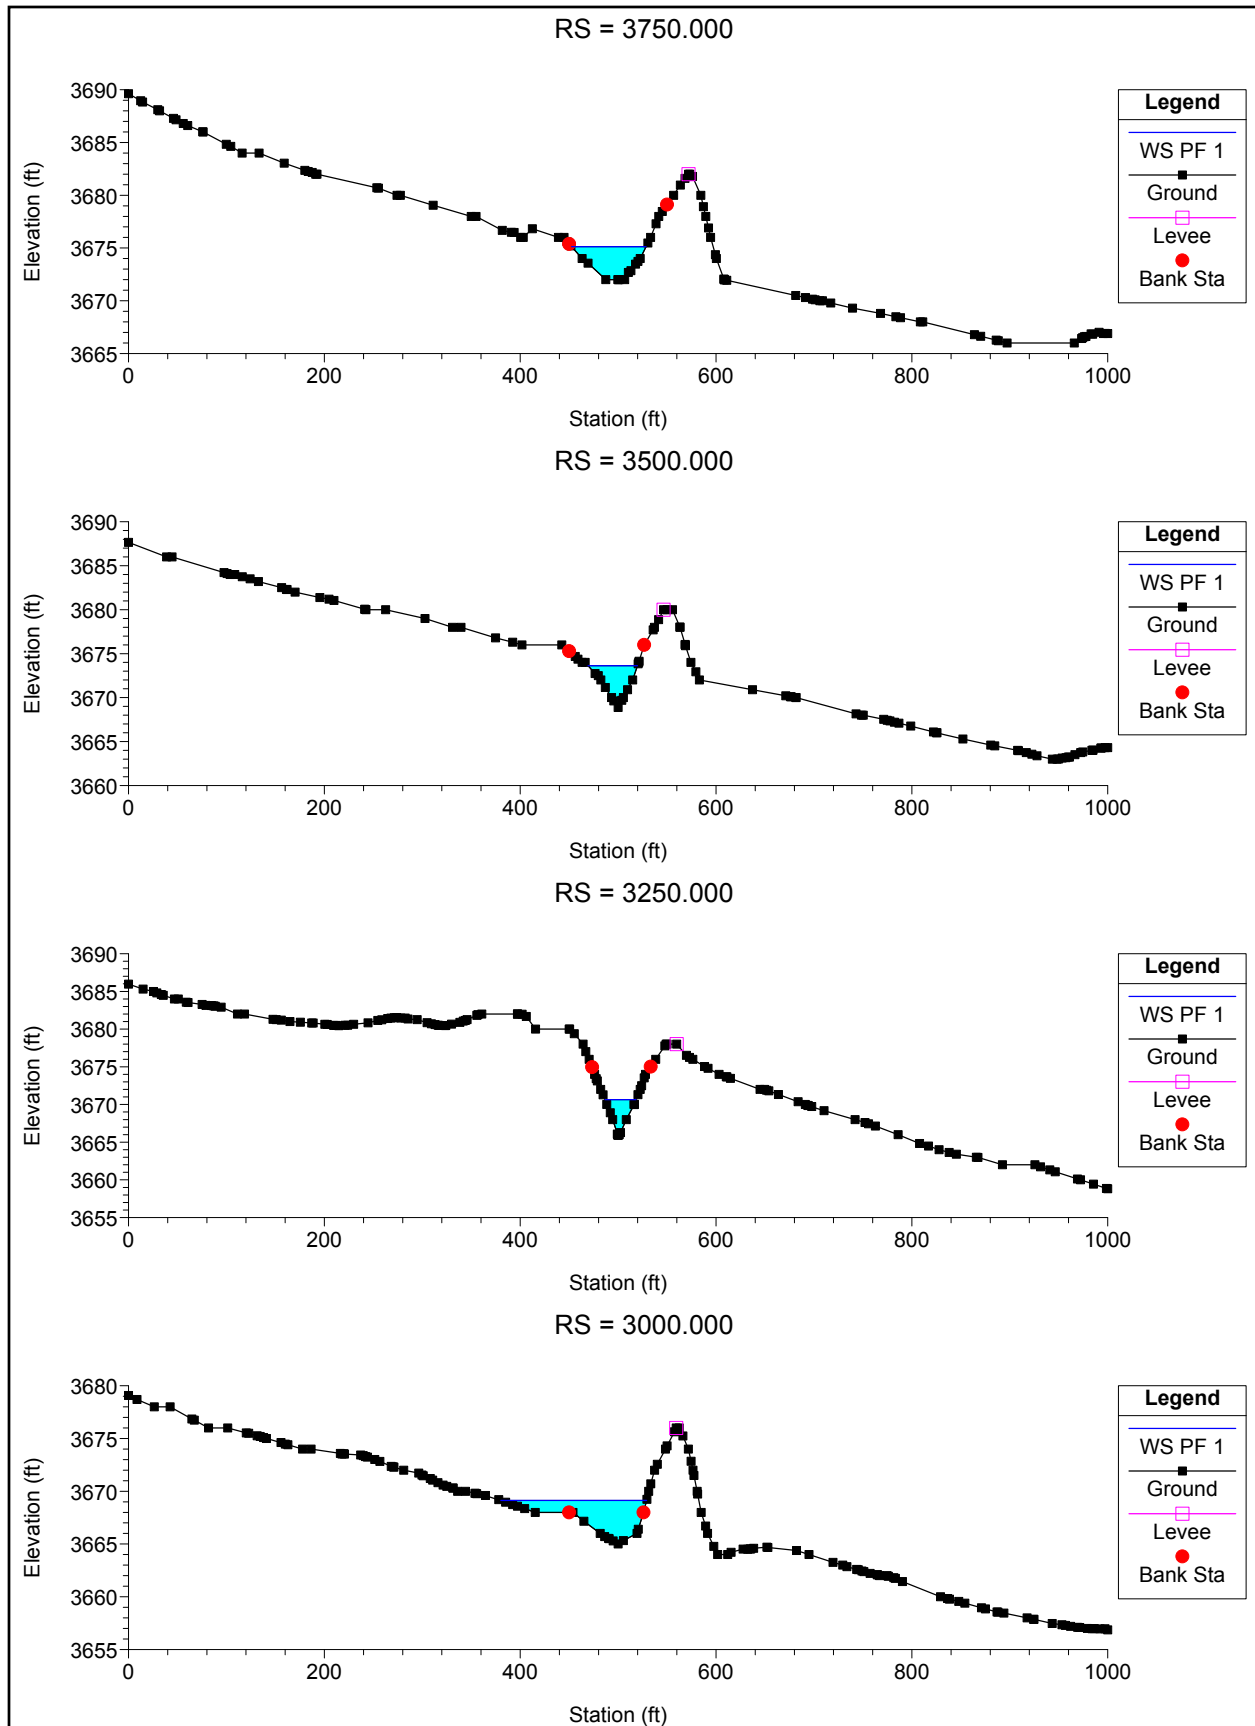 RS = 3750.000
3690
3685
3680
3675
3670
3665
Elevation (ft)
0 200 400 600 800 1000
Station (ft)
Legend
WS PF 1
Ground
Levee
Bank Sta
RS = 3500.000
3690
3685
3680
3675
3670
3665
3660
Elevation (ft)
0 200 400 600 800 1000
Station (ft)
Legend
WS PF 1
Ground
Levee
Bank Sta
RS = 3250.000
3690
3685
3680
3675
3670
3665
3660
3655
Elevation (ft)
0 200 400 600 800 1000
Station (ft)
Legend
WS PF 1
Ground
Levee
Bank Sta
RS = 3000.000
3680
3675
3670
3665
3660
3655
Elevation (ft)
0 200 400 600 800 1000
Station (ft)
Legend
WS PF 1
Ground
Levee
Bank Sta